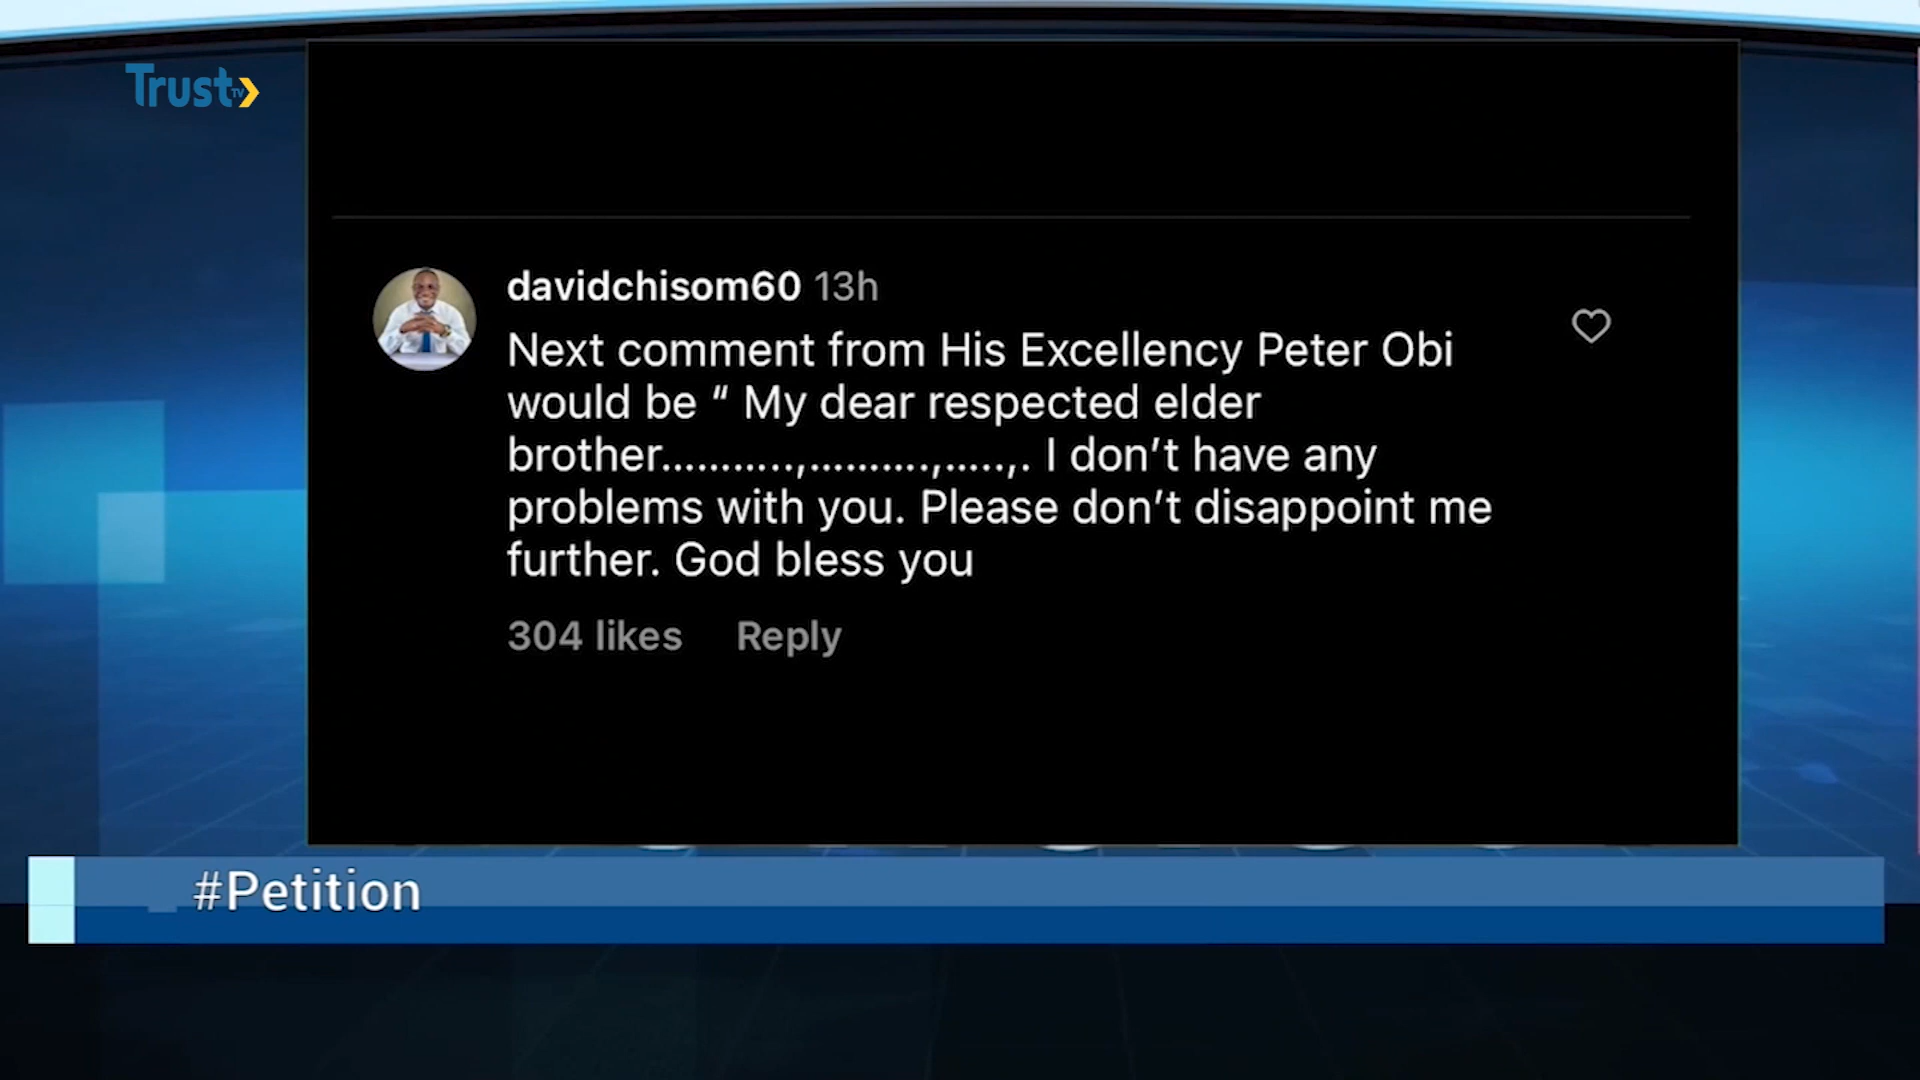 Trust TV
davidchisom60 13h
Next comment from His Excellency Peter Obi
would be “ My dear respected elder
brother...........,...........,.....,. I don’t have any
problems with you. Please don’t disappoint me
further. God bless you
304 likes Reply
#Petition